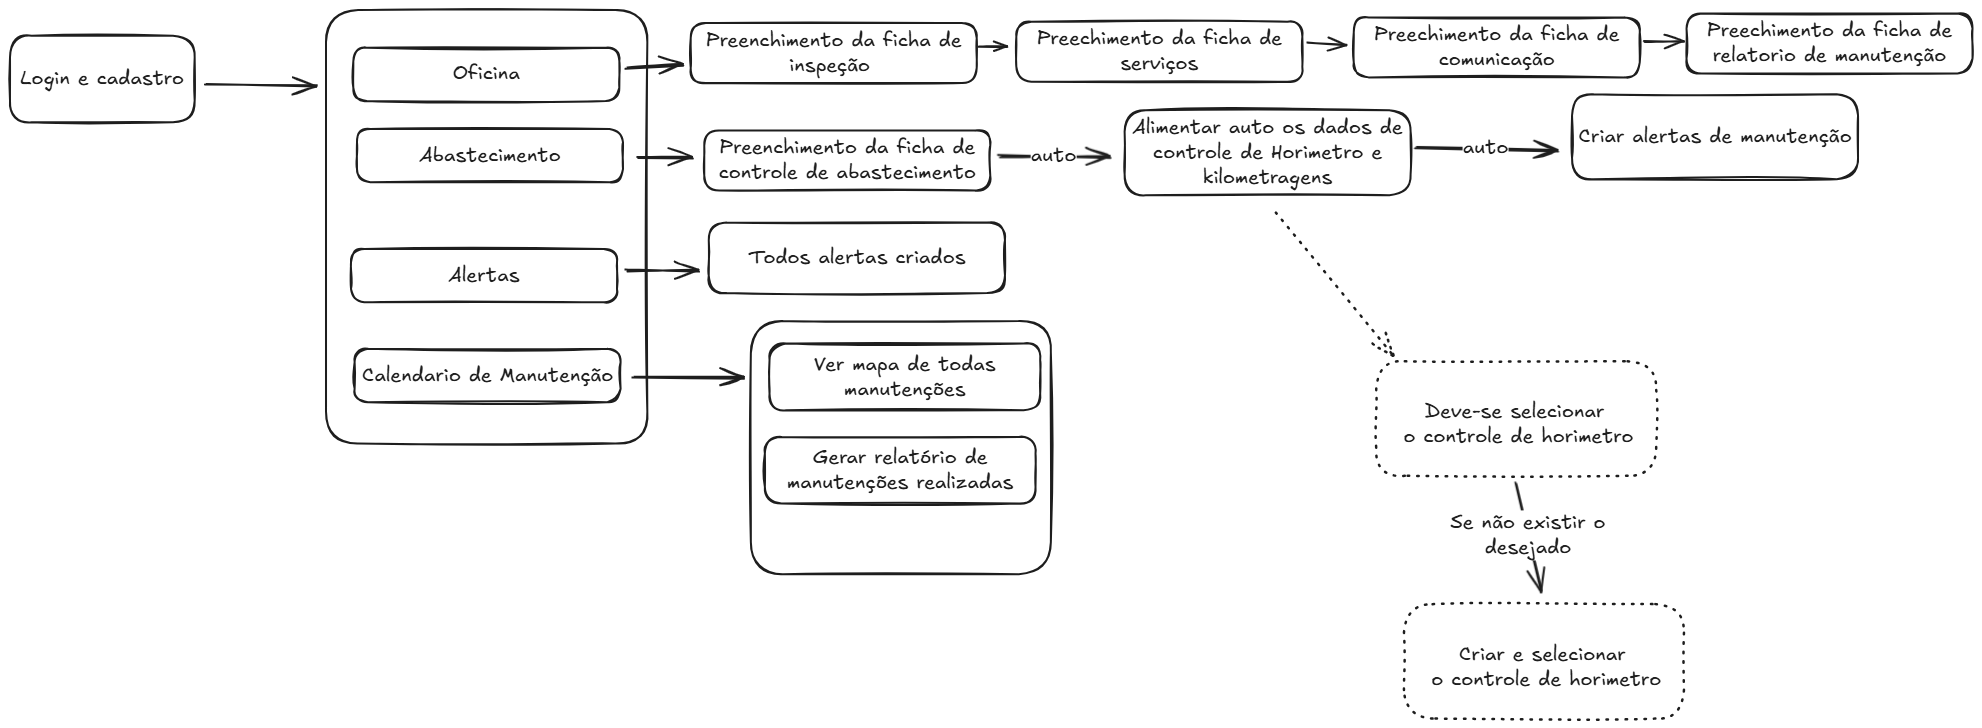 Login e cadastro
Oficina
Preenchimento da ficha de
inspeção
Preechimento da ficha de
serviços
Preechimento da ficha de
comunicação
Preechimento da ficha de
relatorio de manutenção
Abastecimento
Preenchimento da ficha de
controle de abastecimento
auto
Alimentar auto os dados de
controle de Horimetro e
kilometragens
auto
Criar alertas de manutenção
Alertas
Todos alertas criados
Calendario de Manutenção
Ver mapa de todas
manutenções
Gerar relatório de
manutenções realizadas
Deve-se selecionar
o controle de horimetro
Se não existir o
desejado
Criar e selecionar
o controle de horimetro